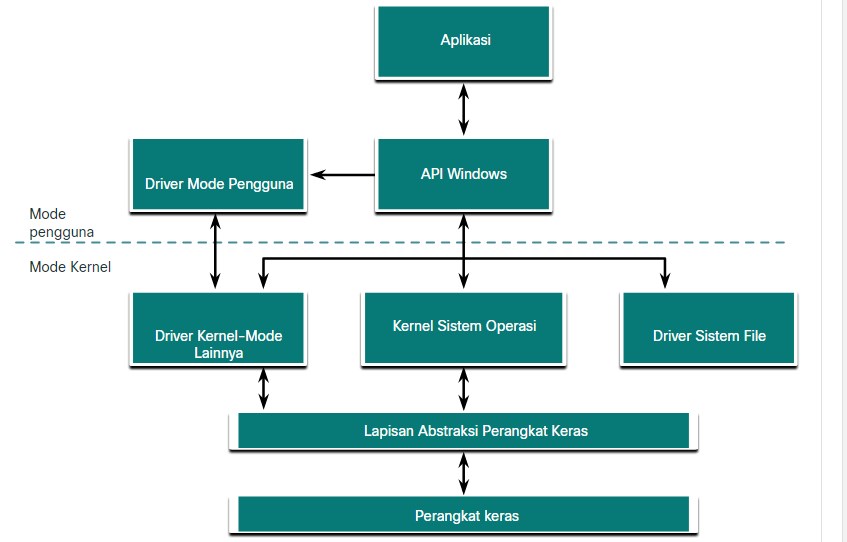 Aplikasi
Driver Mode Pengguna
API Windows
Mode
pengguna
Mode Kernel
Driver Kernel-Mode
Lainnya
Kernel Sistem Operasi
Driver Sistem File
Lapisan Abstraksi Perangkat Keras
Perangkat keras